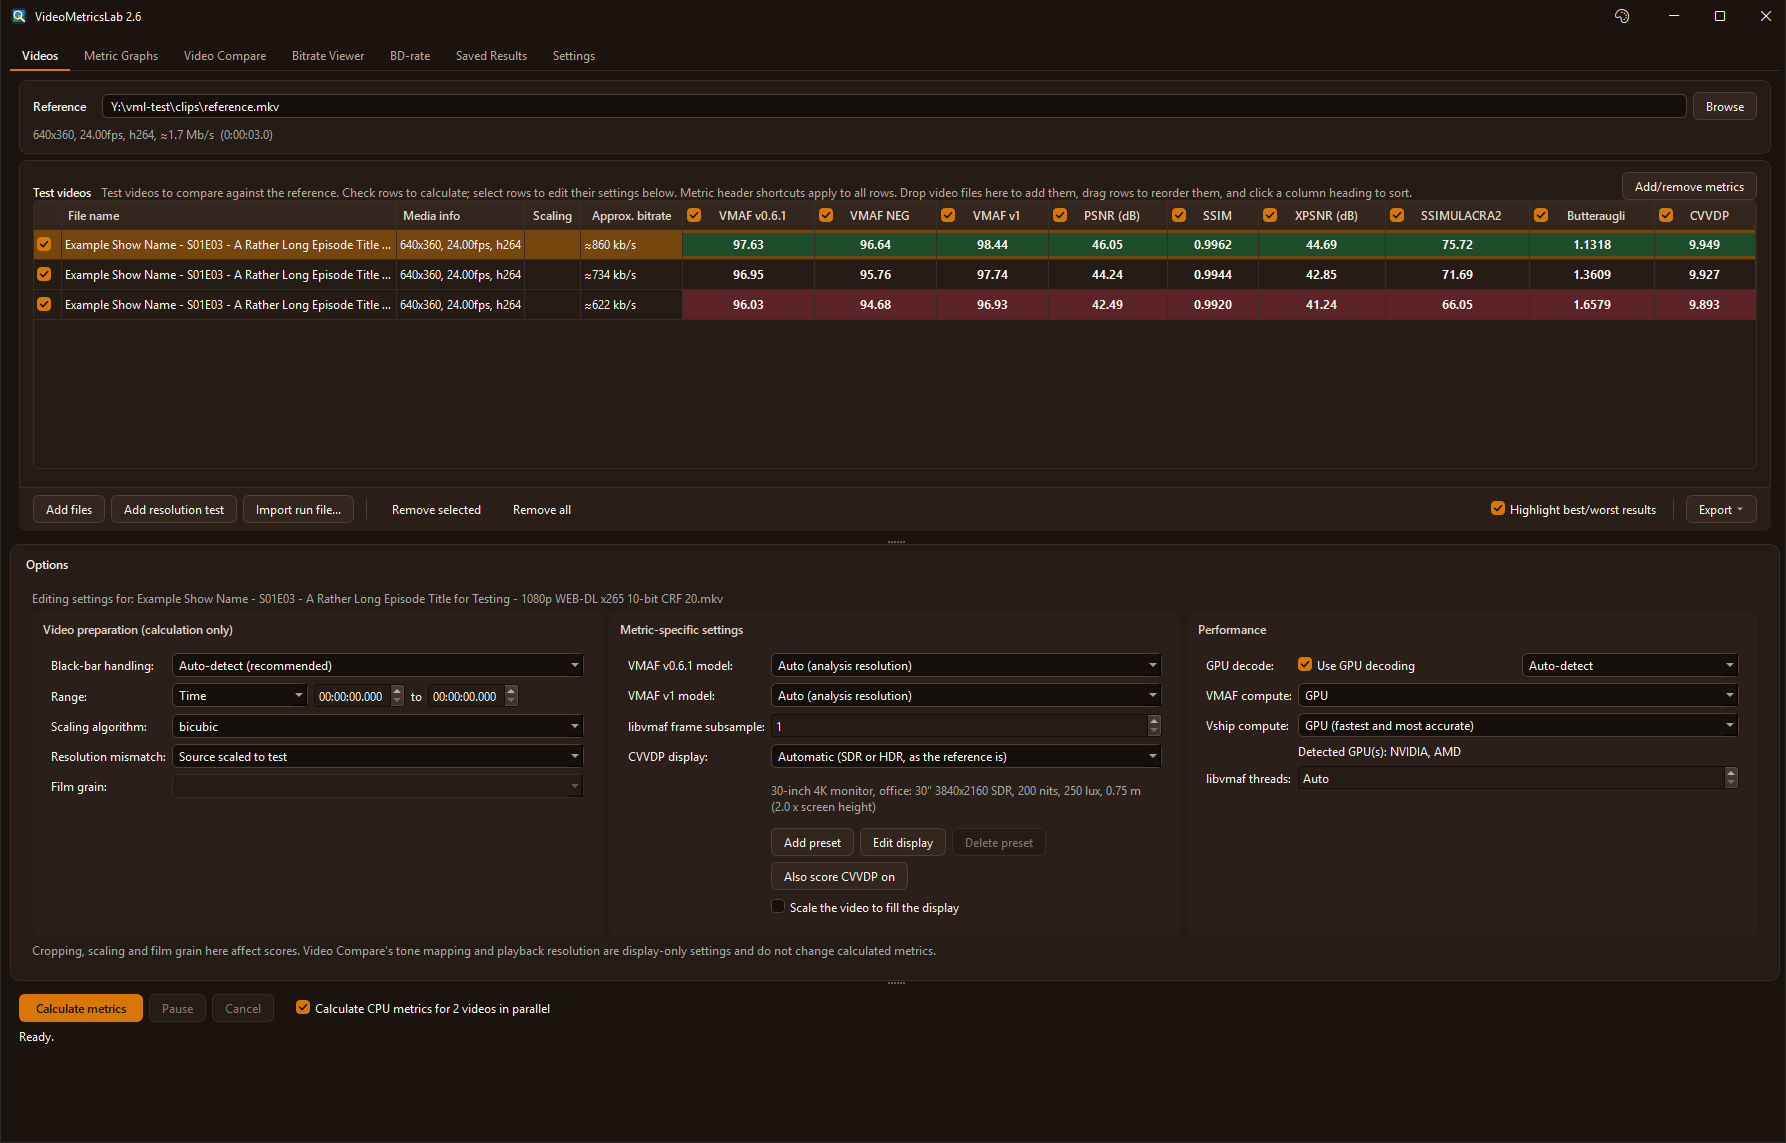 VideoMetricsLab 2.6
Videos Metric Graphs Video Compare Bitrate Viewer BD-rate Saved Results Settings
Reference Y:\vml-test\clips\reference.mkv Browse
640x360, 24.00fps, h264, ≈1.7 Mb/s (0:00:03.0)
Test videos Test videos to compare against the reference. Check rows to calculate; select rows to edit their settings below. Metric header shortcuts apply to all rows. Drop video files here to add them, drag rows to reorder them, and click a column heading to sort. Add/remove metrics
File name Media info Scaling Approx. bitrate VMAF v0.6.1 VMAF NEG VMAF v1 PSNR (dB) SSIM XPSNR (dB) SSIMULACRA2 Butteraugli CVVDP
Example Show Name - S01E03 - A Rather Long Episode Title ... 640x360, 24.00fps, h264 ≈860 kb/s 97.63 96.64 98.44 46.05 0.9962 44.69 75.72 1.1318 9.949
Example Show Name - S01E03 - A Rather Long Episode Title ... 640x360, 24.00fps, h264 ≈734 kb/s 96.95 95.76 97.74 44.24 0.9944 42.85 71.69 1.3609 9.927
Example Show Name - S01E03 - A Rather Long Episode Title ... 640x360, 24.00fps, h264 ≈622 kb/s 96.03 94.68 96.93 42.49 0.9920 41.24 66.05 1.6579 9.893
Add files Add resolution test Import run file... Remove selected Remove all Highlight best/worst results Export
Options
Editing settings for: Example Show Name - S01E03 - A Rather Long Episode Title for Testing - 1080p WEB-DL x265 10-bit CRF 20.mkv
Video preparation (calculation only)
Black-bar handling: Auto-detect (recommended)
Range: Time 00:00:00.000 to 00:00:00.000
Scaling algorithm: bicubic
Resolution mismatch: Source scaled to test
Film grain:
Metric-specific settings
VMAF v0.6.1 model: Auto (analysis resolution)
VMAF v1 model: Auto (analysis resolution)
libvmaf frame subsample: 1
CVVDP display: Automatic (SDR or HDR, as the reference is)
30-inch 4K monitor, office: 30" 3840x2160 SDR, 200 nits, 250 lux, 0.75 m
(2.0 x screen height)
Add preset Edit display Delete preset
Also score CVVDP on
Scale the video to fill the display
Performance
GPU decode: Use GPU decoding Auto-detect
VMAF compute: GPU
Vship compute: GPU (fastest and most accurate)
Detected GPU(s): NVIDIA, AMD
libvmaf threads: Auto
Cropping, scaling and film grain here affect scores. Video Compare's tone mapping and playback resolution are display-only settings and do not change calculated metrics.
Calculate metrics Pause Cancel Calculate CPU metrics for 2 videos in parallel
Ready.